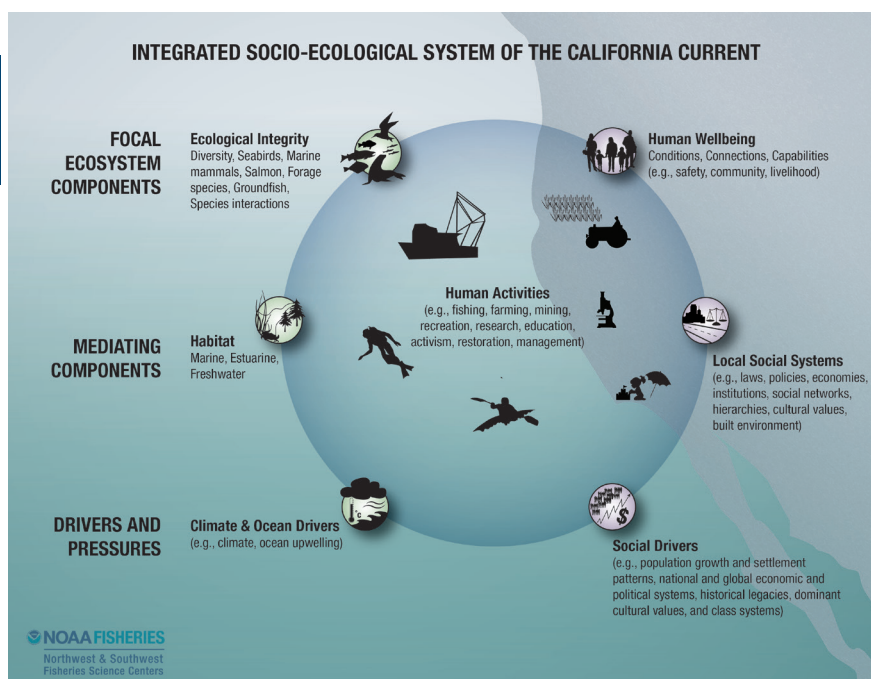 INTEGRATED SOCIO-ECOLOGICAL SYSTEM OF THE CALIFORNIA CURRENT
FOCAL
ECOSYSTEM
COMPONENTS
Ecological Integrity
Diversity, Seabirds, Marine
mammals, Salmon, Forage
species, Groundfish,
Species interactions
Human Wellbeing
Conditions, Connections, Capabilities
(e.g., safety, community, livelihood)
Human Activities
(e.g., fishing, farming, mining,
recreation, research, education,
activism, restoration, management)
MEDIATING
COMPONENTS
Habitat
Marine, Estuarine,
Freshwater
Local Social Systems
(e.g., laws, policies, economies,
institutions, social networks,
hierarchies, cultural values,
built environment)
DRIVERS AND
PRESSURES
Climate & Ocean Drivers
(e.g., climate, ocean upwelling)
°C
$
Social Drivers
(e.g., population growth and settlement
patterns, national and global economic and
political systems, historical legacies, dominant
cultural values, and class systems)
NOAA FISHERIES
Northwest & Southwest
Fisheries Science Centers